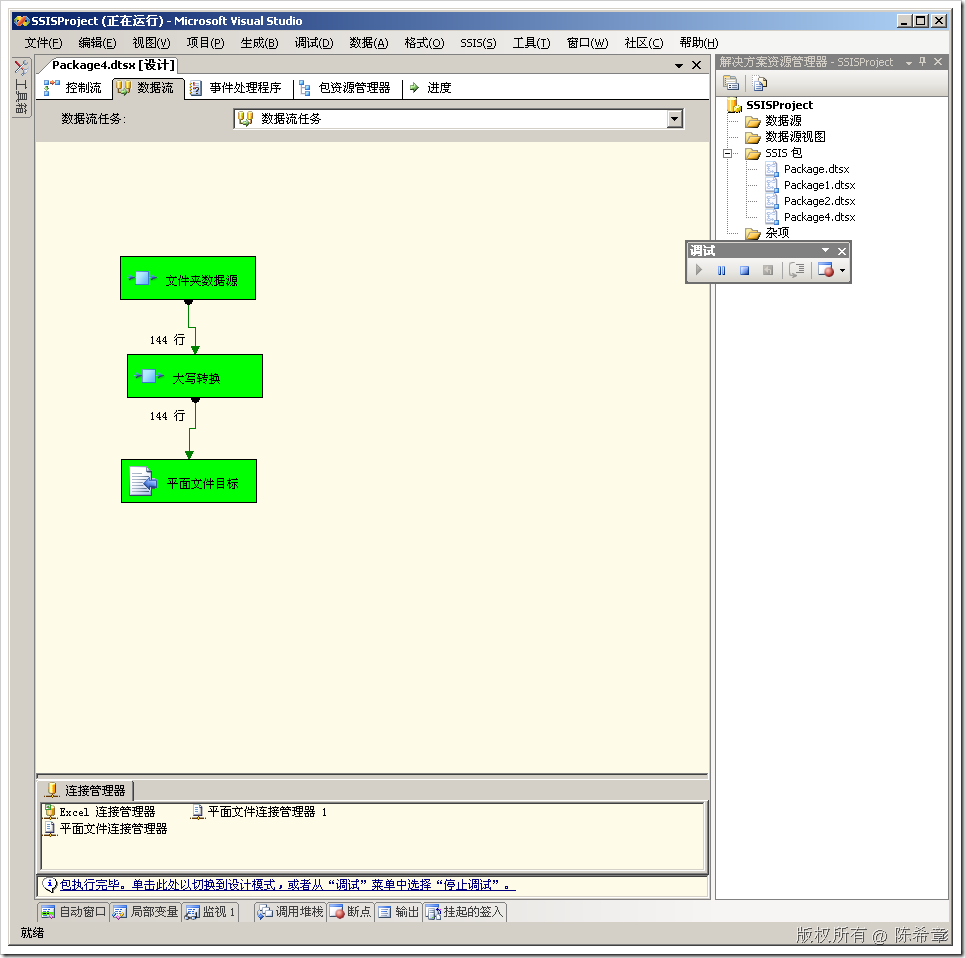 SSISProject (正在运行) - Microsoft Visual Studio
文件(F) 编辑(E) 视图(V) 项目(P) 生成(B) 调试(D) 数据(A) 格式(O) SSIS(S) 工具(T) 窗口(W) 社区(C) 帮助(H)
工具箱
Package4.dtsx [设计]
控制流 数据流 事件处理程序 包资源管理器 进度
数据流任务: 数据流任务
文件夹数据源
144 行
大写转换
144 行
平面文件目标
连接管理器
Excel 连接管理器 平面文件连接管理器 1
平面文件连接管理器
包执行完毕。单击此处以切换到设计模式，或者从“调试”菜单中选择“停止调试”。
解决方案资源管理器 - SSISProject
SSISProject
数据源
数据源视图
SSIS 包
Package.dtsx
Package1.dtsx
Package2.dtsx
Package4.dtsx
杂项
调试
自动窗口 局部变量 监视 1 调用堆栈 断点 输出 挂起的签入
就绪
版权所有 @ 陈希章